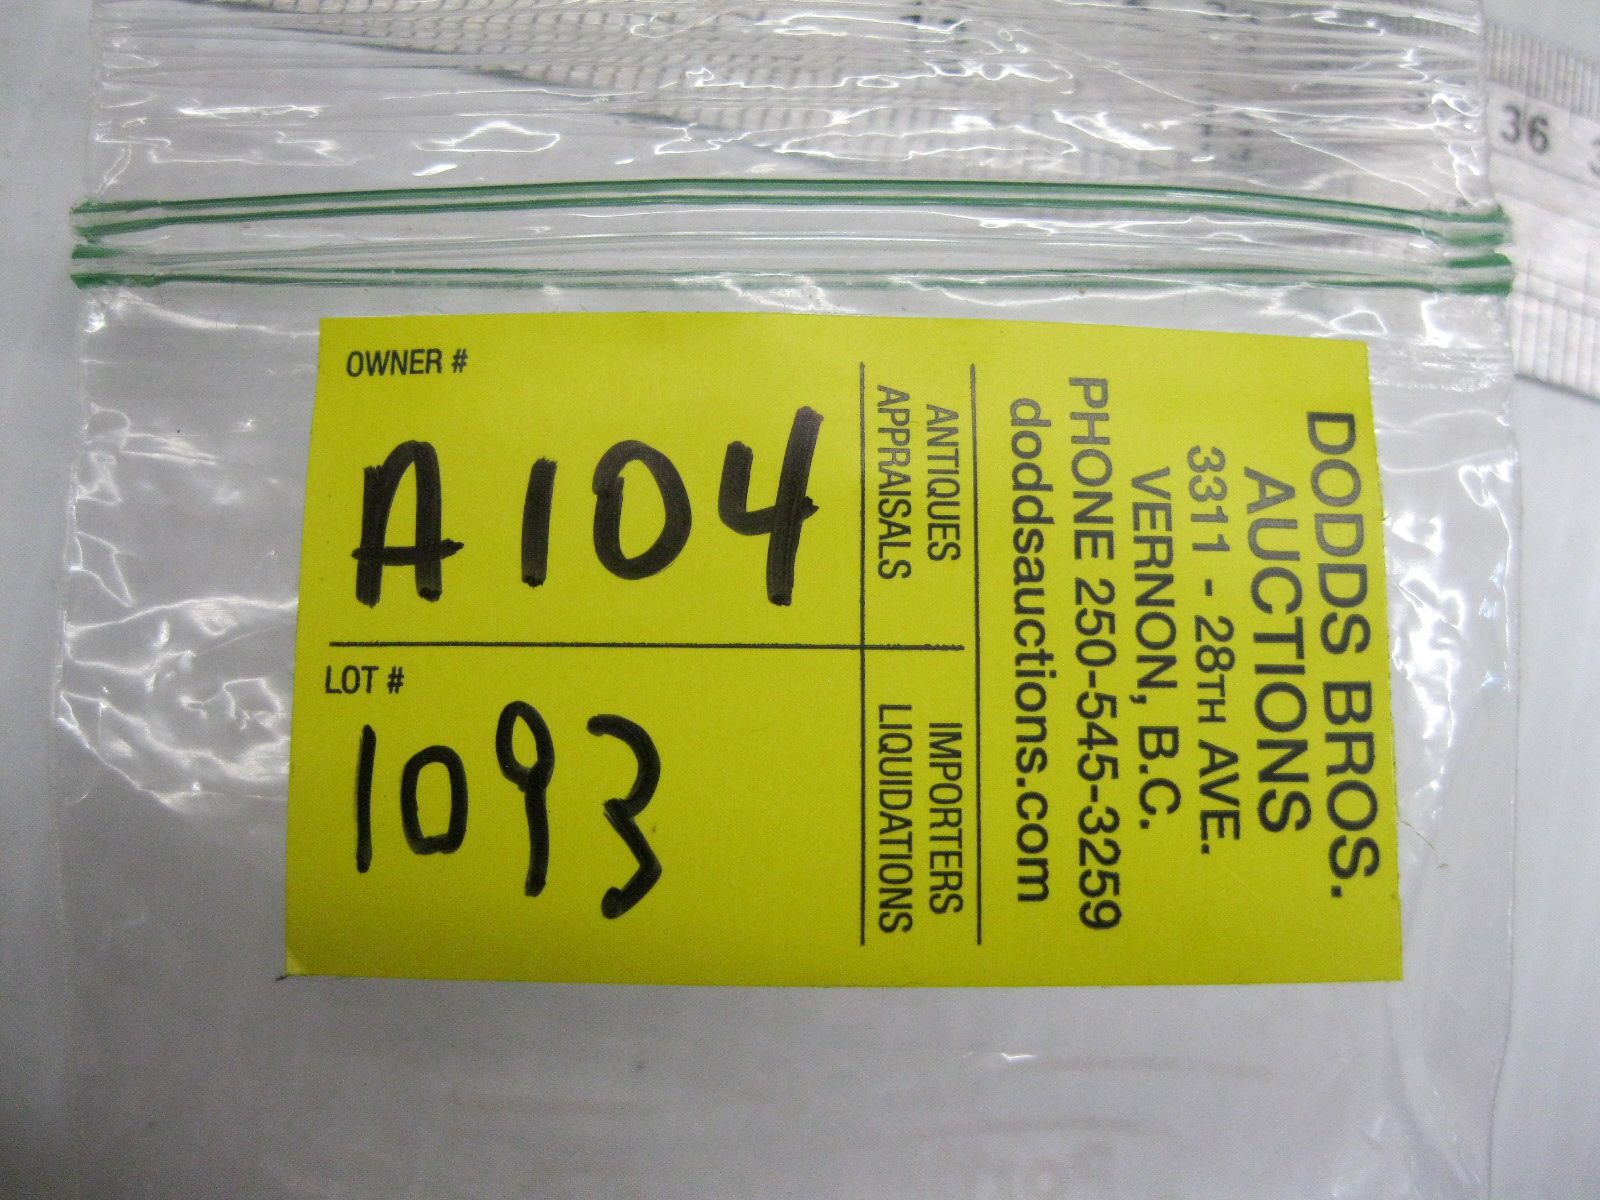 OWNER #
A104
LOT #
1093
ANTIQUES
APPRAISALS
IMPORTERS
LIQUIDATIONS
DODDS BROS.
AUCTIONS
3311 - 28TH AVE.
VERNON, B.C.
PHONE 250-545-3259
doddsauctions.com
36